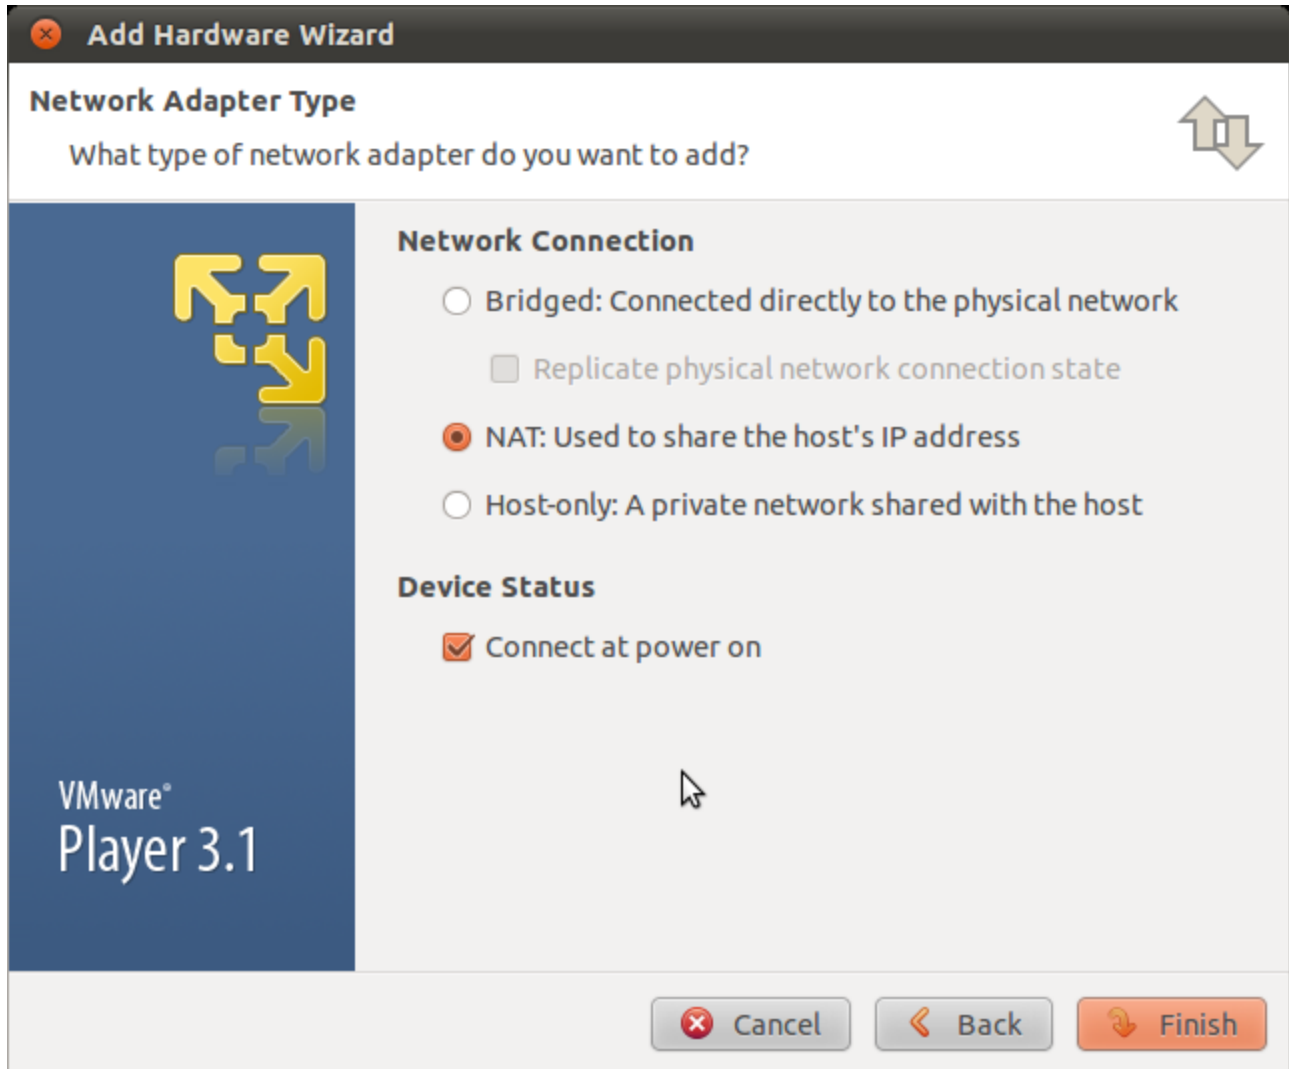 Add Hardware Wizard
Network Adapter Type
What type of network adapter do you want to add?
Network Connection
Bridged: Connected directly to the physical network
Replicate physical network connection state
NAT: Used to share the host's IP address
Host-only: A private network shared with the host
Device Status
Connect at power on
VMware®
Player 3.1
Cancel
Back
Finish